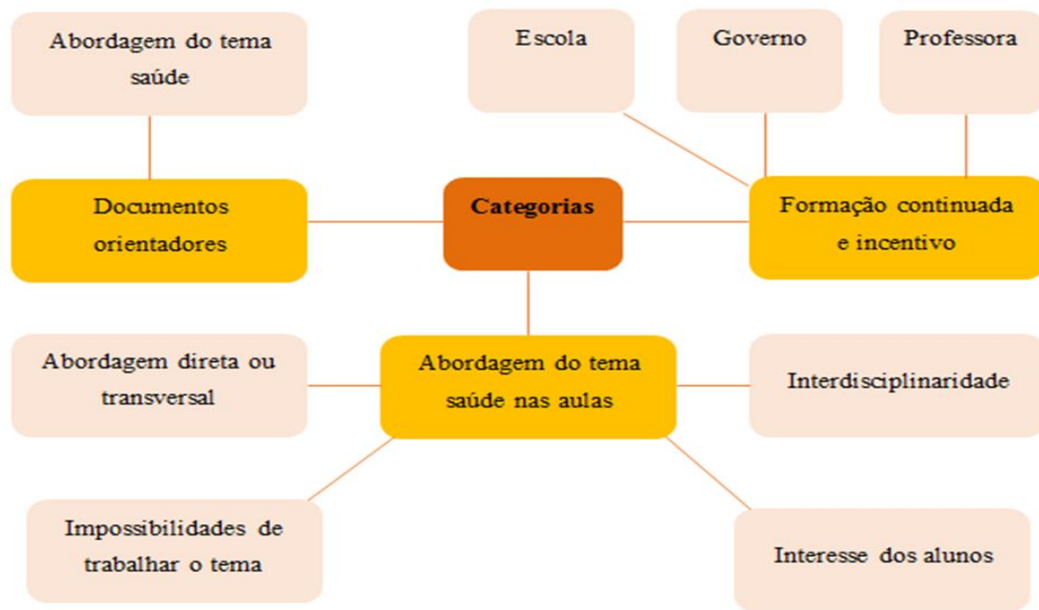 Abordagem do tema
saúde
Escola
Governo
Professora
Documentos
orientadores
Categorias
Formação continuada
e incentivo
Abordagem direta ou
transversal
Abordagem do tema
saúde nas aulas
Interdisciplinaridade
Impossibilidades de
trabalhar o tema
Interesse dos alunos